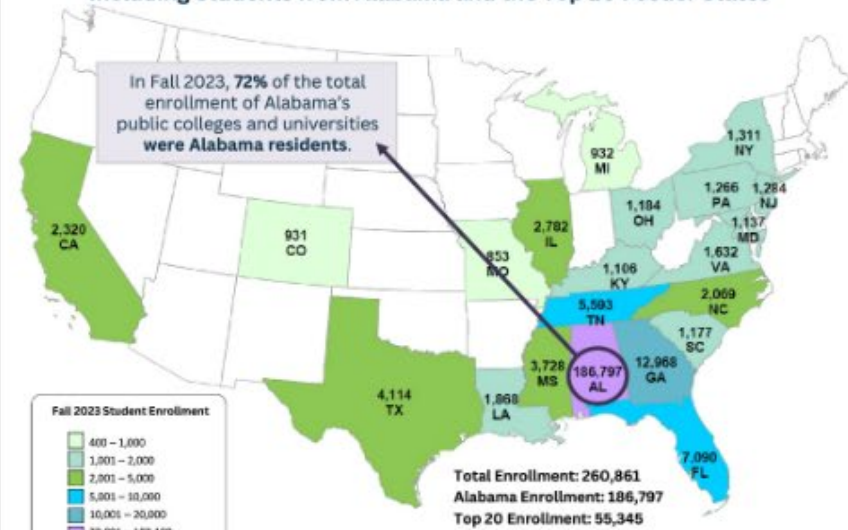 In Fall 2023, 72% of the total
enrollment of Alabama's
public colleges and universities
were Alabama residents.
1,311
NY
932
MI
1,266
PA
1,284
NJ
1,184
OH
1,137
MD
2,782
IL
2,320
CA
931
CO
853
MO
1,632
VA
1,106
KY
2,069
NC
5,593
TN
1,177
SC
12,968
GA
3,728
MS
186,797
AL
4,114
TX
1,868
LA
7,090
FL
Fall 2023 Student Enrollment
400 – 1,000
1,001 – 2,000
2,001 – 5,000
5,001 – 10,000
10,001 – 20,000
Total Enrollment: 260,861
Alabama Enrollment: 186,797
Top 20 Enrollment: 55,345